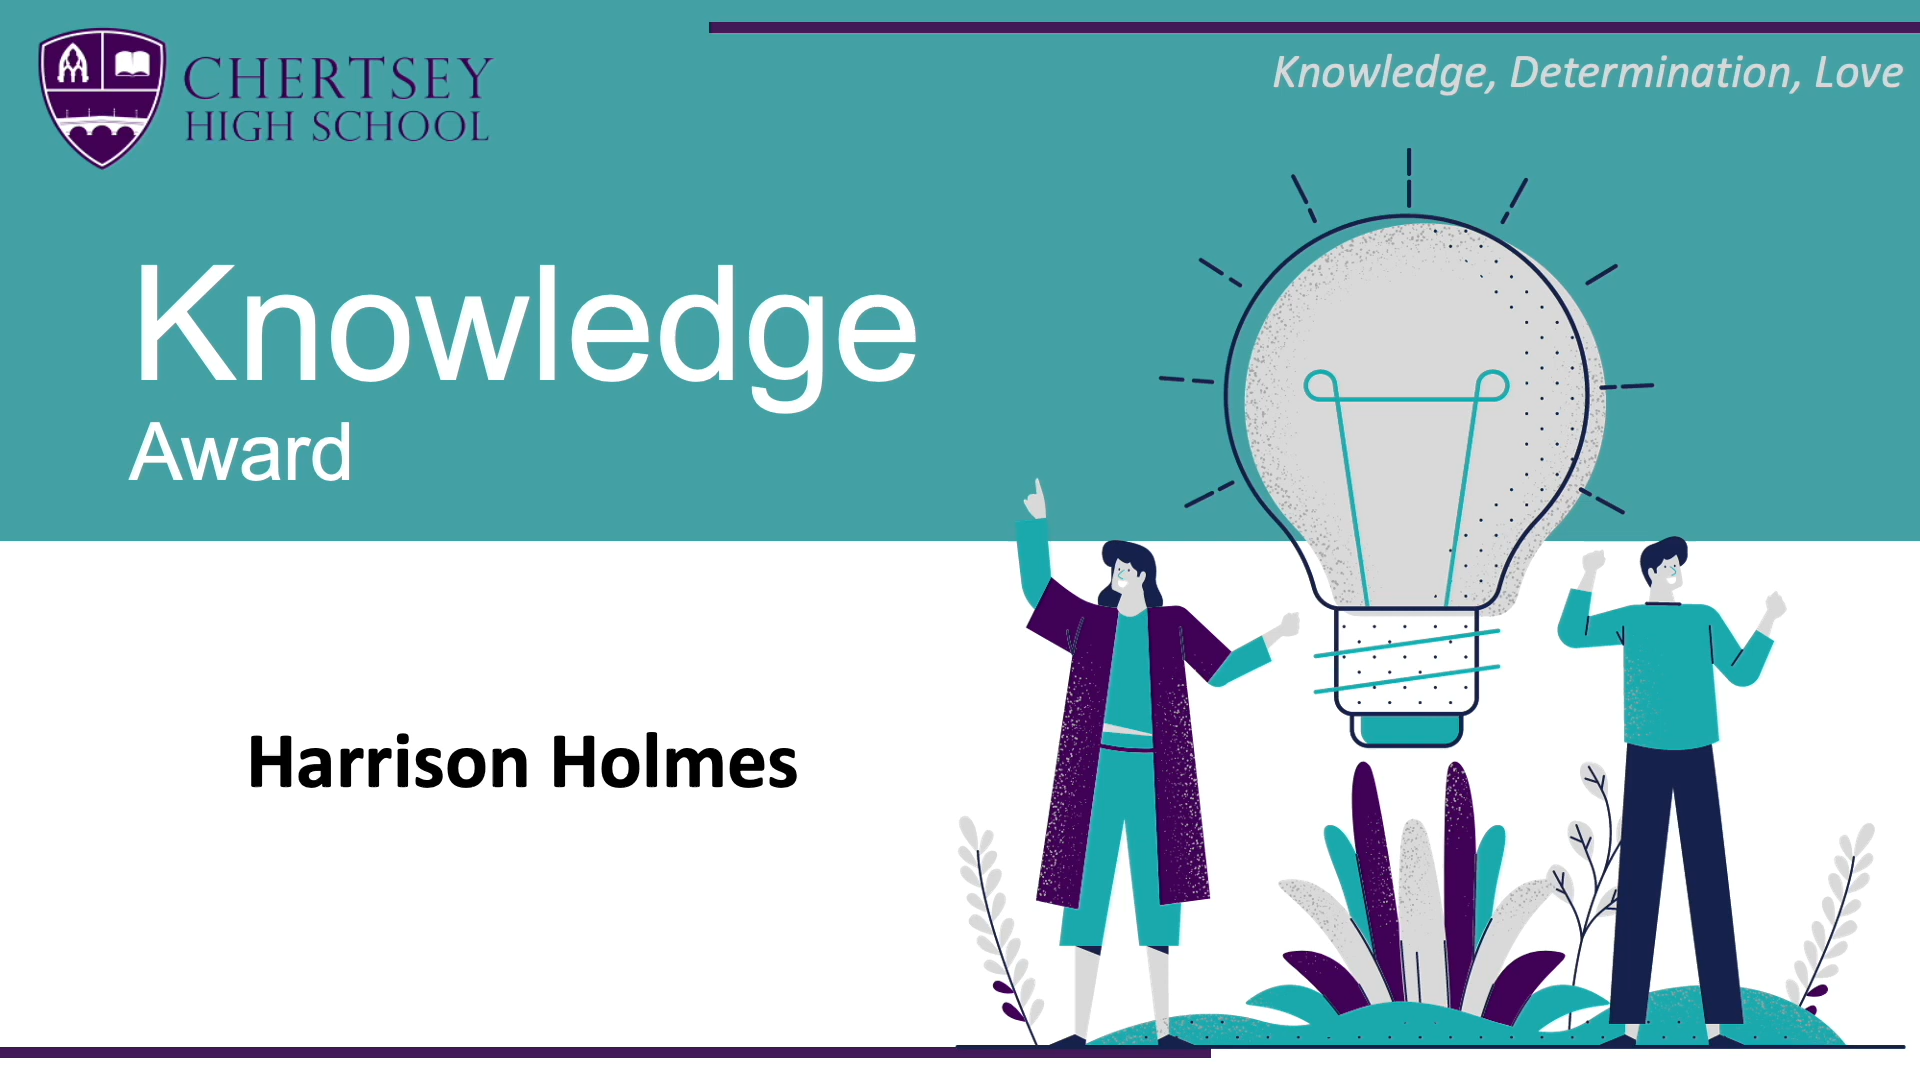 CHERTSEY
HIGH SCHOOL
Knowledge, Determination, Love
Knowledge
Award
Harrison Holmes